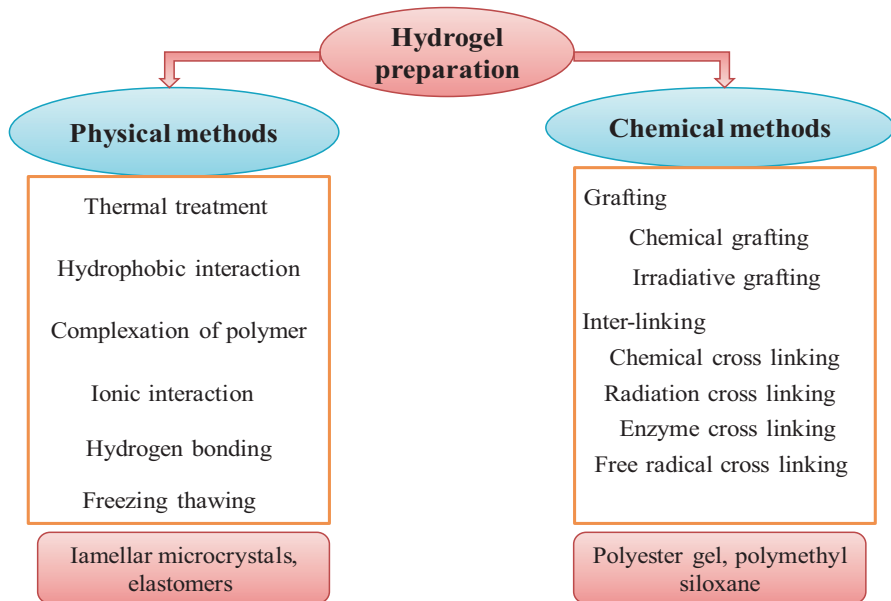 Hydrogel
preparation
Physical methods
Thermal treatment
Hydrophobic interaction
Complexation of polymer
Ionic interaction
Hydrogen bonding
Freezing thawing
Iamellar microcrystals,
elastomers
Chemical methods
Grafting
Chemical grafting
Irradiative grafting
Inter-linking
Chemical cross linking
Radiation cross linking
Enzyme cross linking
Free radical cross linking
Polyester gel, polymethyl
siloxane